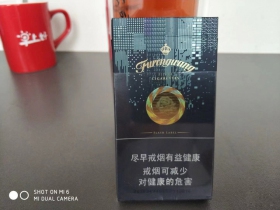 Furongwang
尽早戒烟有益健康
戒烟可减少
对健康的危害
SHOT ON MI 6
MI DUAL CAMERA